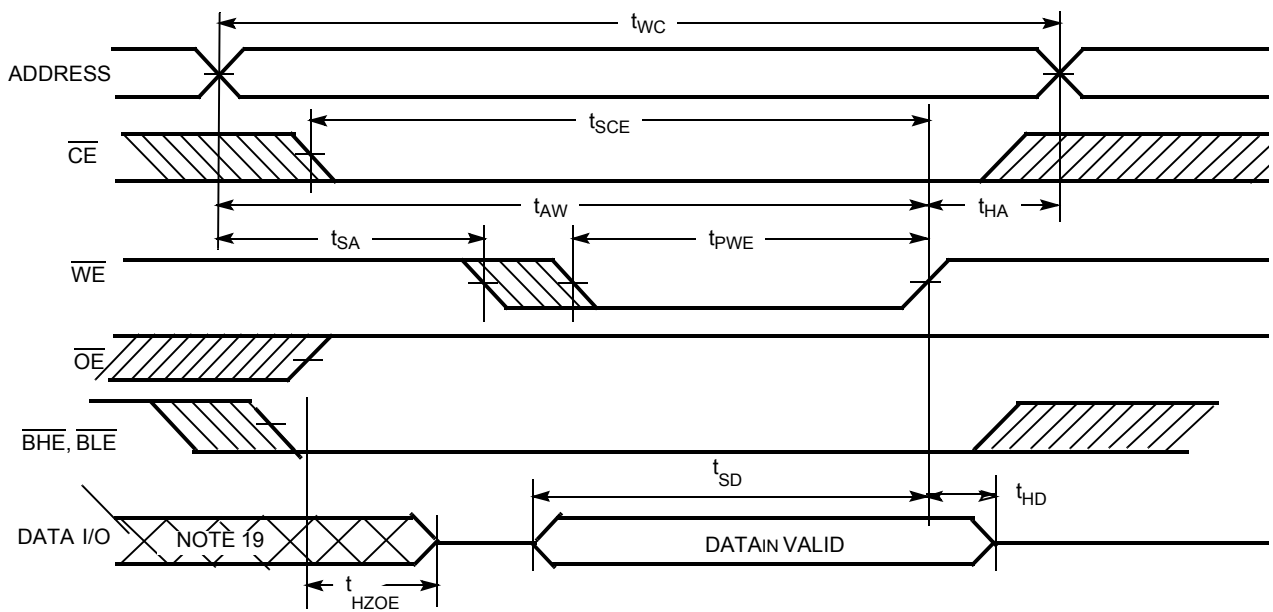 tWC
ADDRESS
tSCE
CE
tAW
tHA
tSA
tPWE
WE
OE
BHE, BLE
tSD
tHD
DATA I/O
NOTE 19
DATAIN VALID
tHZOE